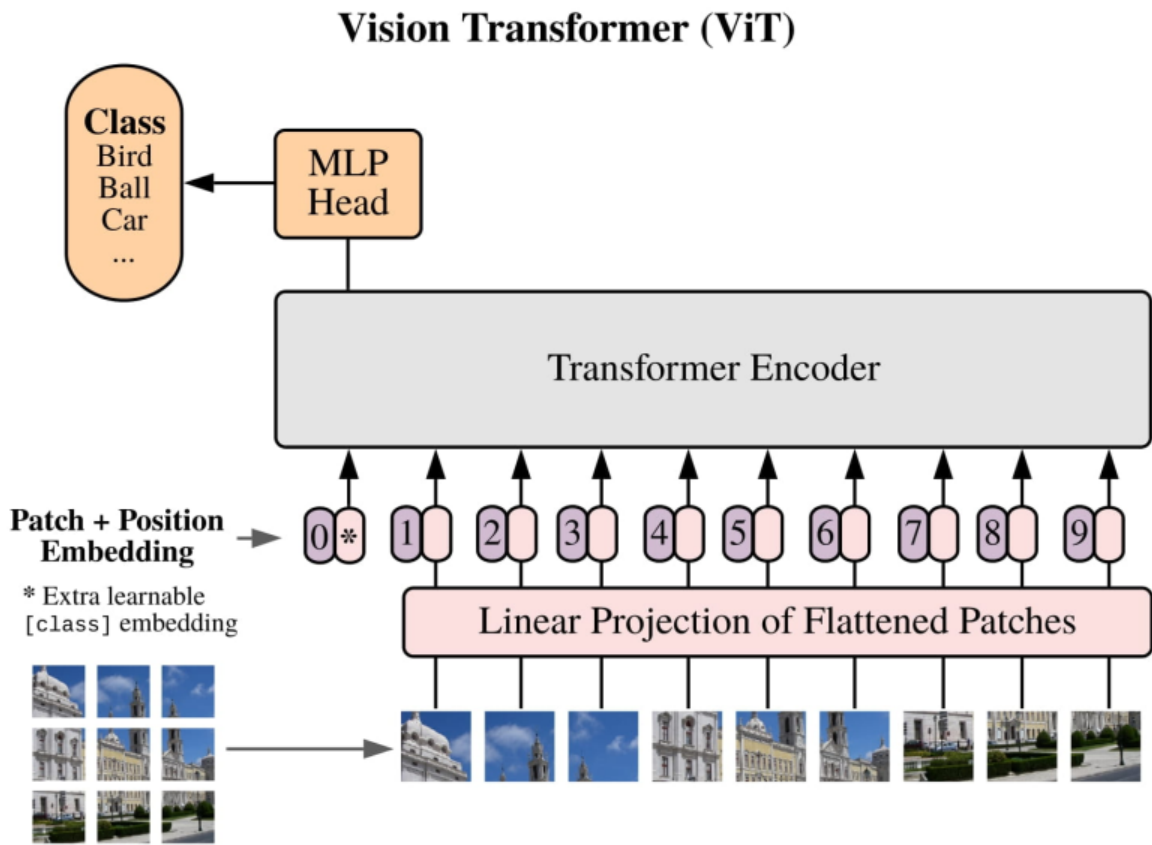 Vision Transformer (ViT)
Class
Bird
Ball
Car
...
MLP
Head
Transformer Encoder
Patch + Position
Embedding
0 * 1 2 3 4 5 6 7 8 9
* Extra learnable
[class] embedding
Linear Projection of Flattened Patches